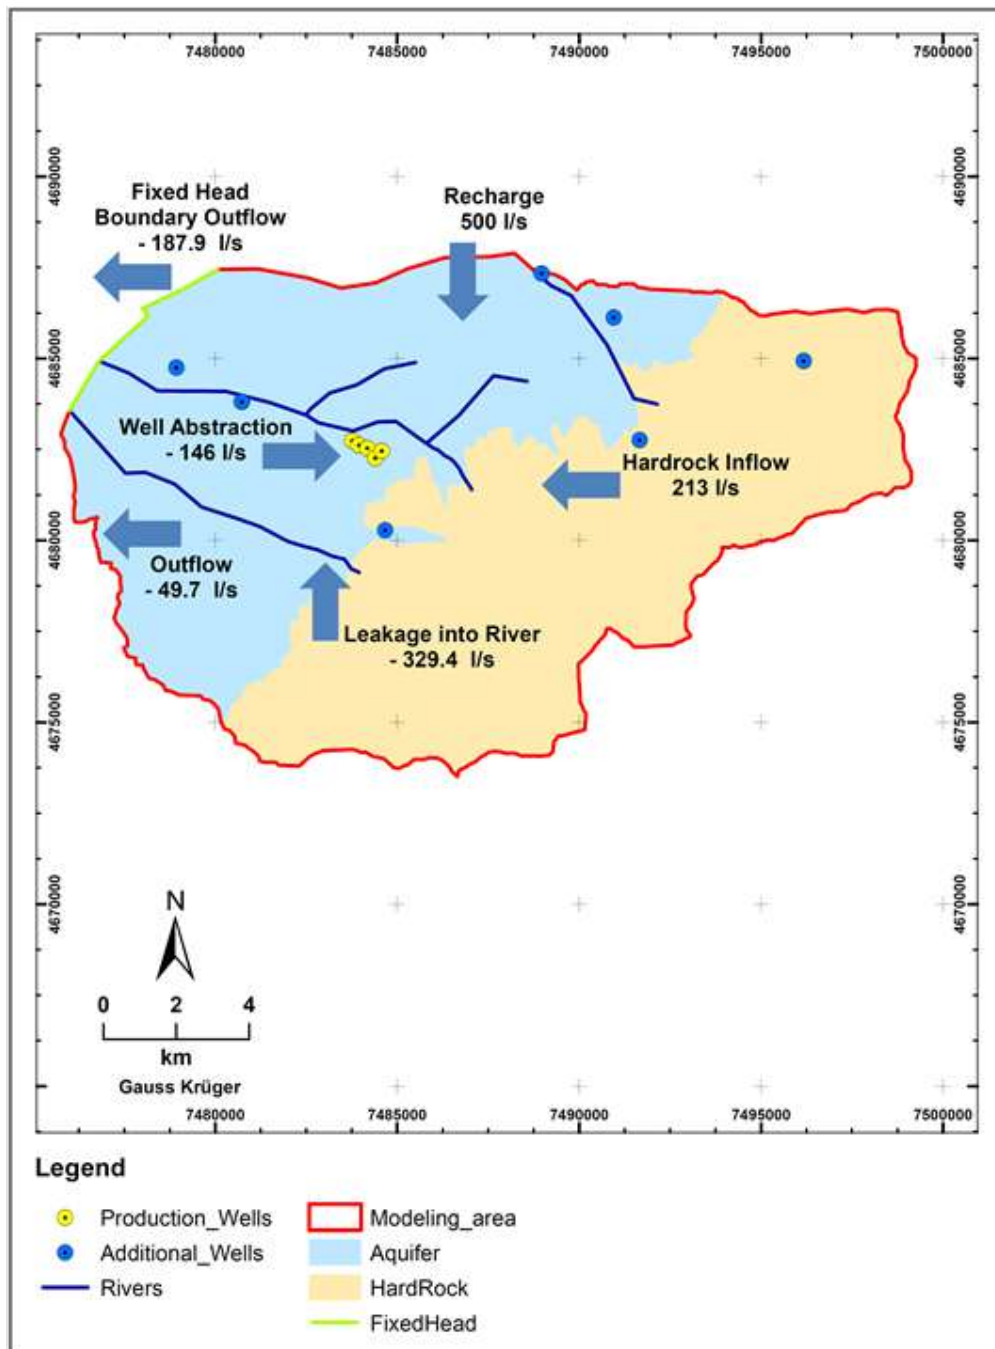 7480000
7485000
7490000
7495000
7500000
4690000
4690000
Fixed Head
Boundary Outflow
- 187.9 l/s
Recharge
500 l/s
4685000
4685000
Well Abstraction
- 146 l/s
Hardrock Inflow
213 l/s
4680000
4680000
Outflow
- 49.7 l/s
Leakage into River
- 329.4 l/s
4675000
4675000
4670000
4670000
N
0 2 4
km
Gauss Krüger
7480000
7485000
7490000
7495000
7500000
Legend
Production_Wells
Additional_Wells
Rivers
Modeling_area
Aquifer
HardRock
FixedHead